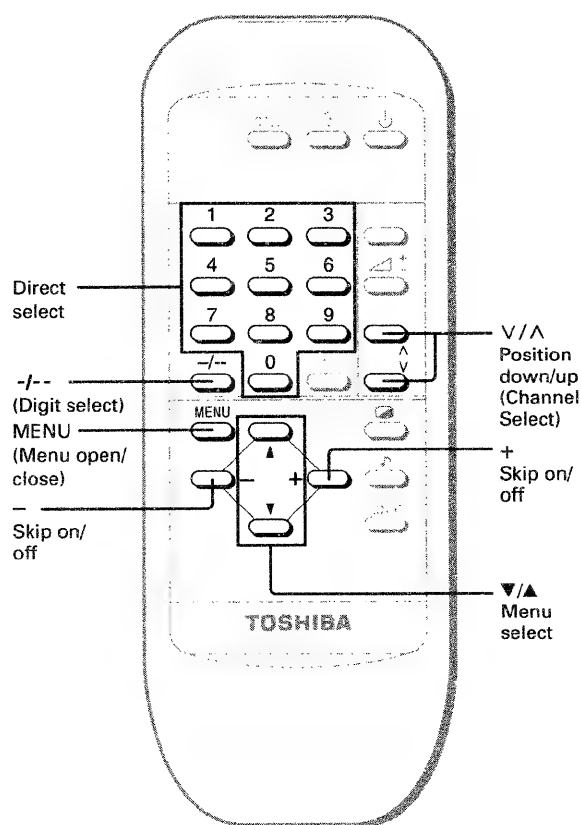 1 2 3
4 5 6
7 8 9
-/-- 0
MENU
▲
− +
▼
TOSHIBA
Direct
select
-/--
(Digit select)
MENU
(Menu open/
close)
−
Skip on/
off
∨/∧
Position
down/up
(Channel
Select)
+
Skip on/
off
▼/▲
Menu
select